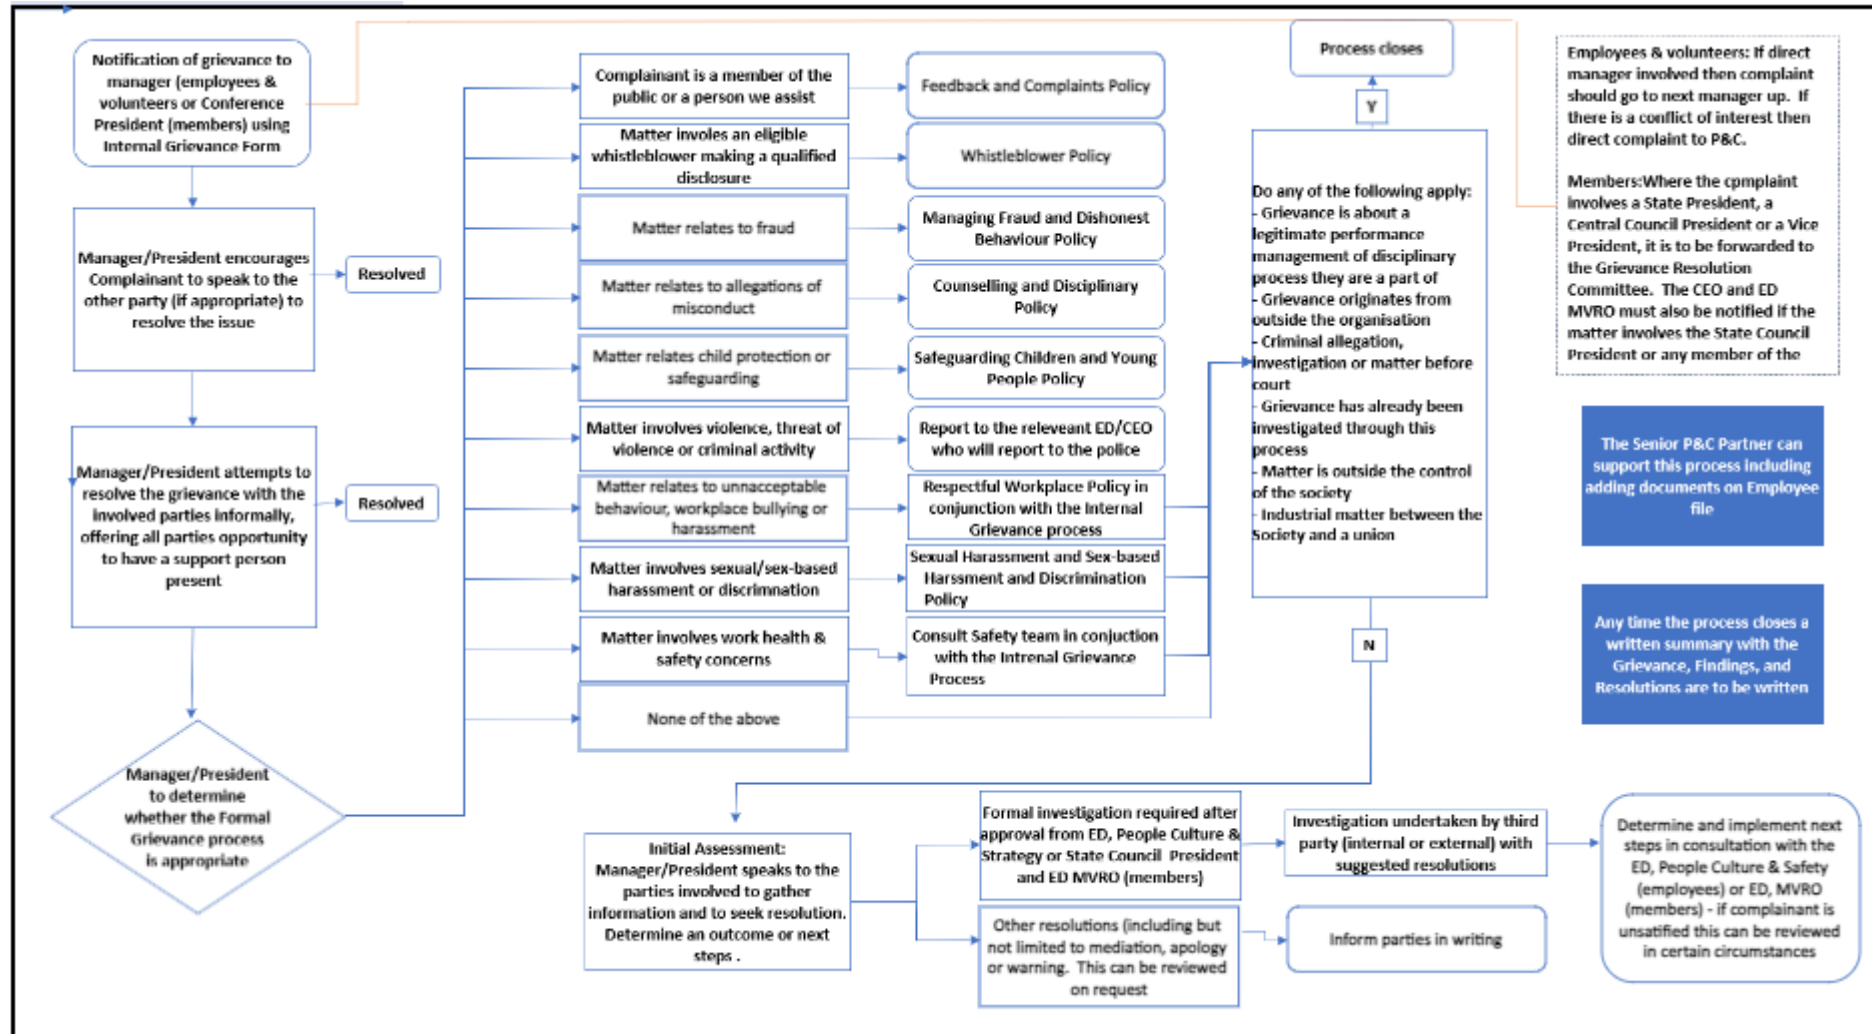 Notification of grievance to
manager (employees &
volunteers or Conference
President (members) using
Internal Grievance Form
Manager/President encourages
Complainant to speak to the
other party (if appropriate) to
resolve the issue
Resolved
Manager/President attempts to
resolve the grievance with the
involved parties informally,
offering all parties opportunity
to have a support person
present
Resolved
Manager/President
to determine
whether the Formal
Grievance process
is appropriate
Complainant is a member of the
public or a person we assist
Feedback and Complaints Policy
Matter involes an eligible
whistleblower making a qualified
disclosure
Whistleblower Policy
Matter relates to fraud
Managing Fraud and Dishonest
Behaviour Policy
Matter relates to allegations of
misconduct
Counselling and Disciplinary
Policy
Matter relates child protection or
safeguarding
Safeguarding Children and Young
People Policy
Matter involves violence, threat of
violence or criminal activity
Report to the releveant ED/CEO
who will report to the police
Matter relates to unnacceptable
behaviour, workplace bullying or
harassment
Respectful Workplace Policy in
conjunction with the Internal
Grievance process
Matter involves sexual/sex-based
harassment or discrimnation
Sexual Harassment and Sex-based
Harssment and Discrimination
Policy
Matter involves work health &
safety concerns
Consult Safety team in conjuction
with the Intrenal Grievance
Process
None of the above
Process closes
Y
Do any of the following apply:
- Grievance is about a
legitimate performance
management of disciplinary
process they are a part of
- Grievance originates from
outside the organisation
- Criminal allegation,
investigation or matter before
court
- Grievance has already been
investigated through this
process
- Matter is outside the control
of the society
- Industrial matter between the
Society and a union
N
Initial Assessment:
Manager/President speaks to the
parties involved to gather
information and to seek resolution.
Determine an outcome or next
steps .
Formal investigation required after
approval from ED, People Culture &
Strategy or State Council President
and ED MVRO (members)
Investigation undertaken by third
party (internal or external) with
suggested resolutions
Determine and implement next
steps in consultation with the
ED, People Culture & Safety
(employees) or ED, MVRO
(members) - if complainant is
unsatified this can be reviewed
in certain circumstances
Other resolutions (including but
not limited to mediation, apology
or warning. This can be reviewed
on request
Inform parties in writing
Employees & volunteers: If direct
manager involved then complaint
should go to next manager up. If
there is a conflict of interest then
direct complaint to P&C.
Members:Where the cpmplaint
involves a State President, a
Central Council President or a Vice
President, it is to be forwarded to
the Grievance Resolution
Committee. The CEO and ED
MVRO must also be notified if the
matter involves the State Council
President or any member of the
The Senior P&C Partner can
support this process including
adding documents on Employee
file
Any time the process closes a
written summary with the
Grievance, Findings, and
Resolutions are to be written